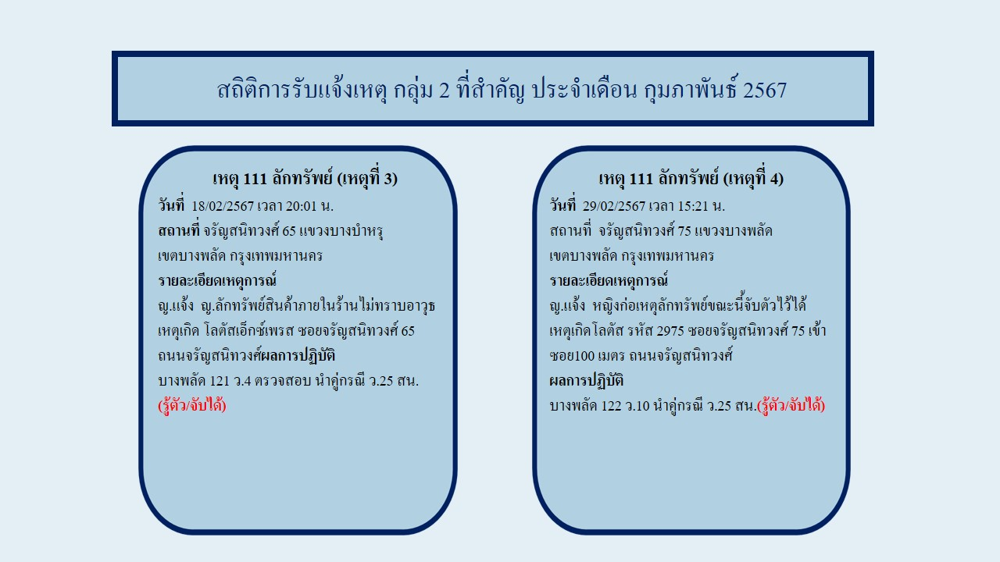 สถิติการรับแจ้งเหตุ กลุ่ม 2 ที่สำคัญ ประจำเดือน กุมภาพันธ์ 2567
เหตุ 111 ลักทรัพย์ (เหตุที่ 3)
วันที่ 18/02/2567 เวลา 20:01 น.
สถานที่ จรัญสนิทวงศ์ 65 แขวงบางบำหรุ
เขตบางพลัด กรุงเทพมหานคร
รายละเอียดเหตุการณ์
ญ.แจ้ง ญ.ลักทรัพย์สินค้าภายในร้านไม่ทราบอาวุธ
เหตุเกิด โลตัสเอ็กซ์เพรส ซอยจรัญสนิทวงศ์ 65
ถนนจรัญสนิทวงศ์ผลการปฏิบัติ
บางพลัด 121 ว.4 ตรวจสอบ นำคู่กรณี ว.25 สน.
(รู้ตัว/จับได้)
เหตุ 111 ลักทรัพย์ (เหตุที่ 4)
วันที่ 29/02/2567 เวลา 15:21 น.
สถานที่ จรัญสนิทวงศ์ 75 แขวงบางพลัด
เขตบางพลัด กรุงเทพมหานคร
รายละเอียดเหตุการณ์
ญ.แจ้ง หญิงก่อเหตุลักทรัพย์ขณะนี้จับตัวไว้ได้
เหตุเกิดโลตัส รหัส 2975 ซอยจรัญสนิทวงศ์ 75 เข้า
ซอย100 เมตร ถนนจรัญสนิทวงศ์
ผลการปฏิบัติ
บางพลัด 122 ว.10 นำคู่กรณี ว.25 สน.(รู้ตัว/จับได้)